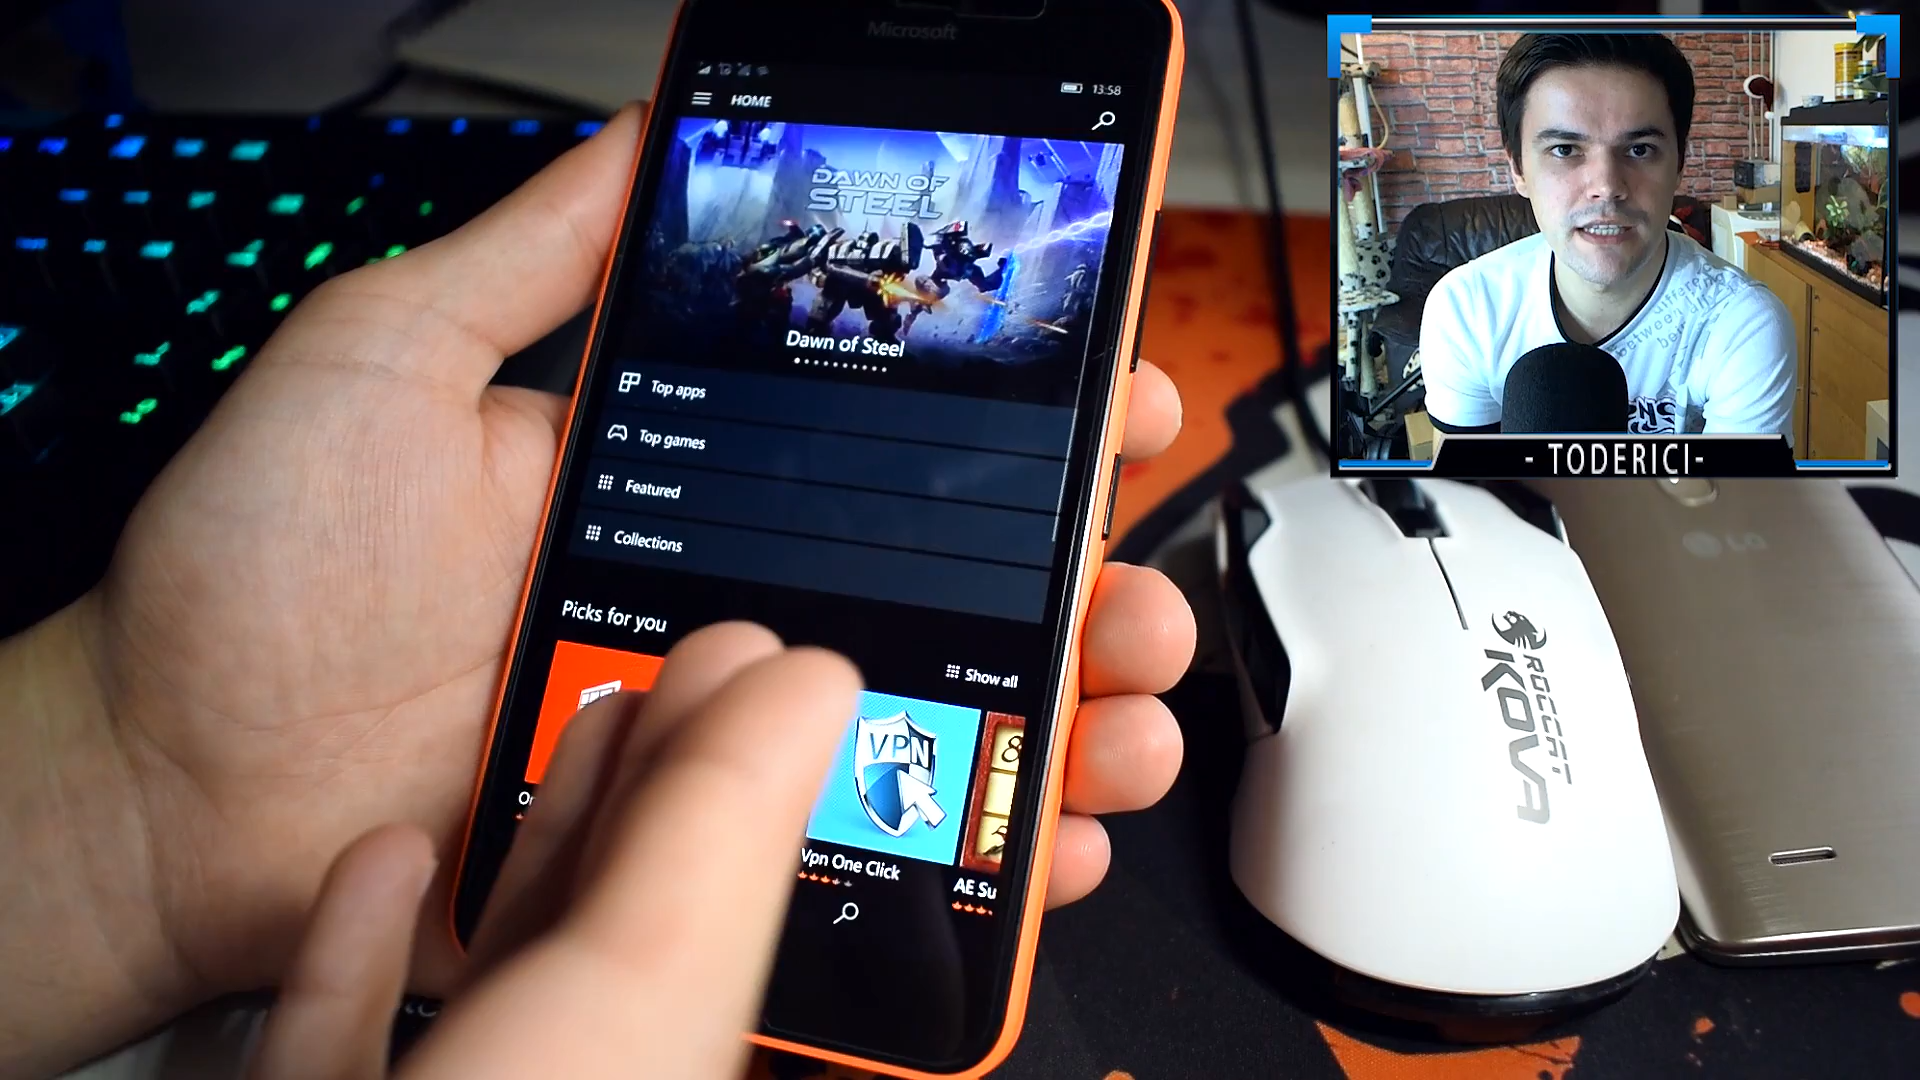 Microsoft
13:58
HOME
DAWN OF
STEEL
Dawn of Steel
Top apps
Top games
Featured
Collections
Picks for you
Show all
VPN
Vpn One Click
AE Su
- TODERICI-
ROCCAT
KOVA
LG